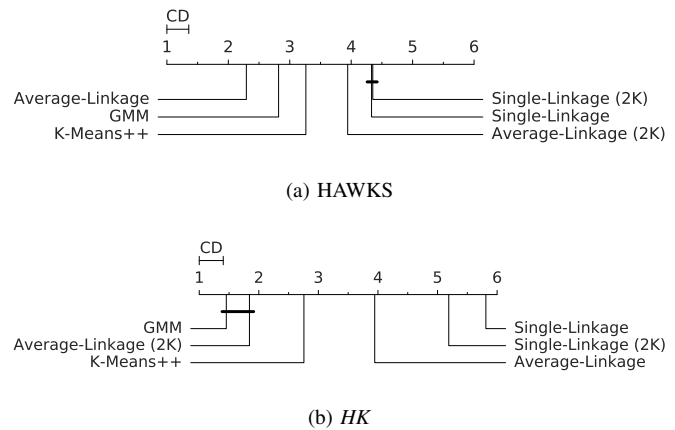 CD
1 2 3 4 5 6
Average-Linkage Single-Linkage (2K)
GMM Single-Linkage
K-Means++ Average-Linkage (2K)
(a) HAWKS
CD
1 2 3 4 5 6
GMM Single-Linkage
Average-Linkage (2K) Single-Linkage (2K)
K-Means++ Average-Linkage
(b) HK